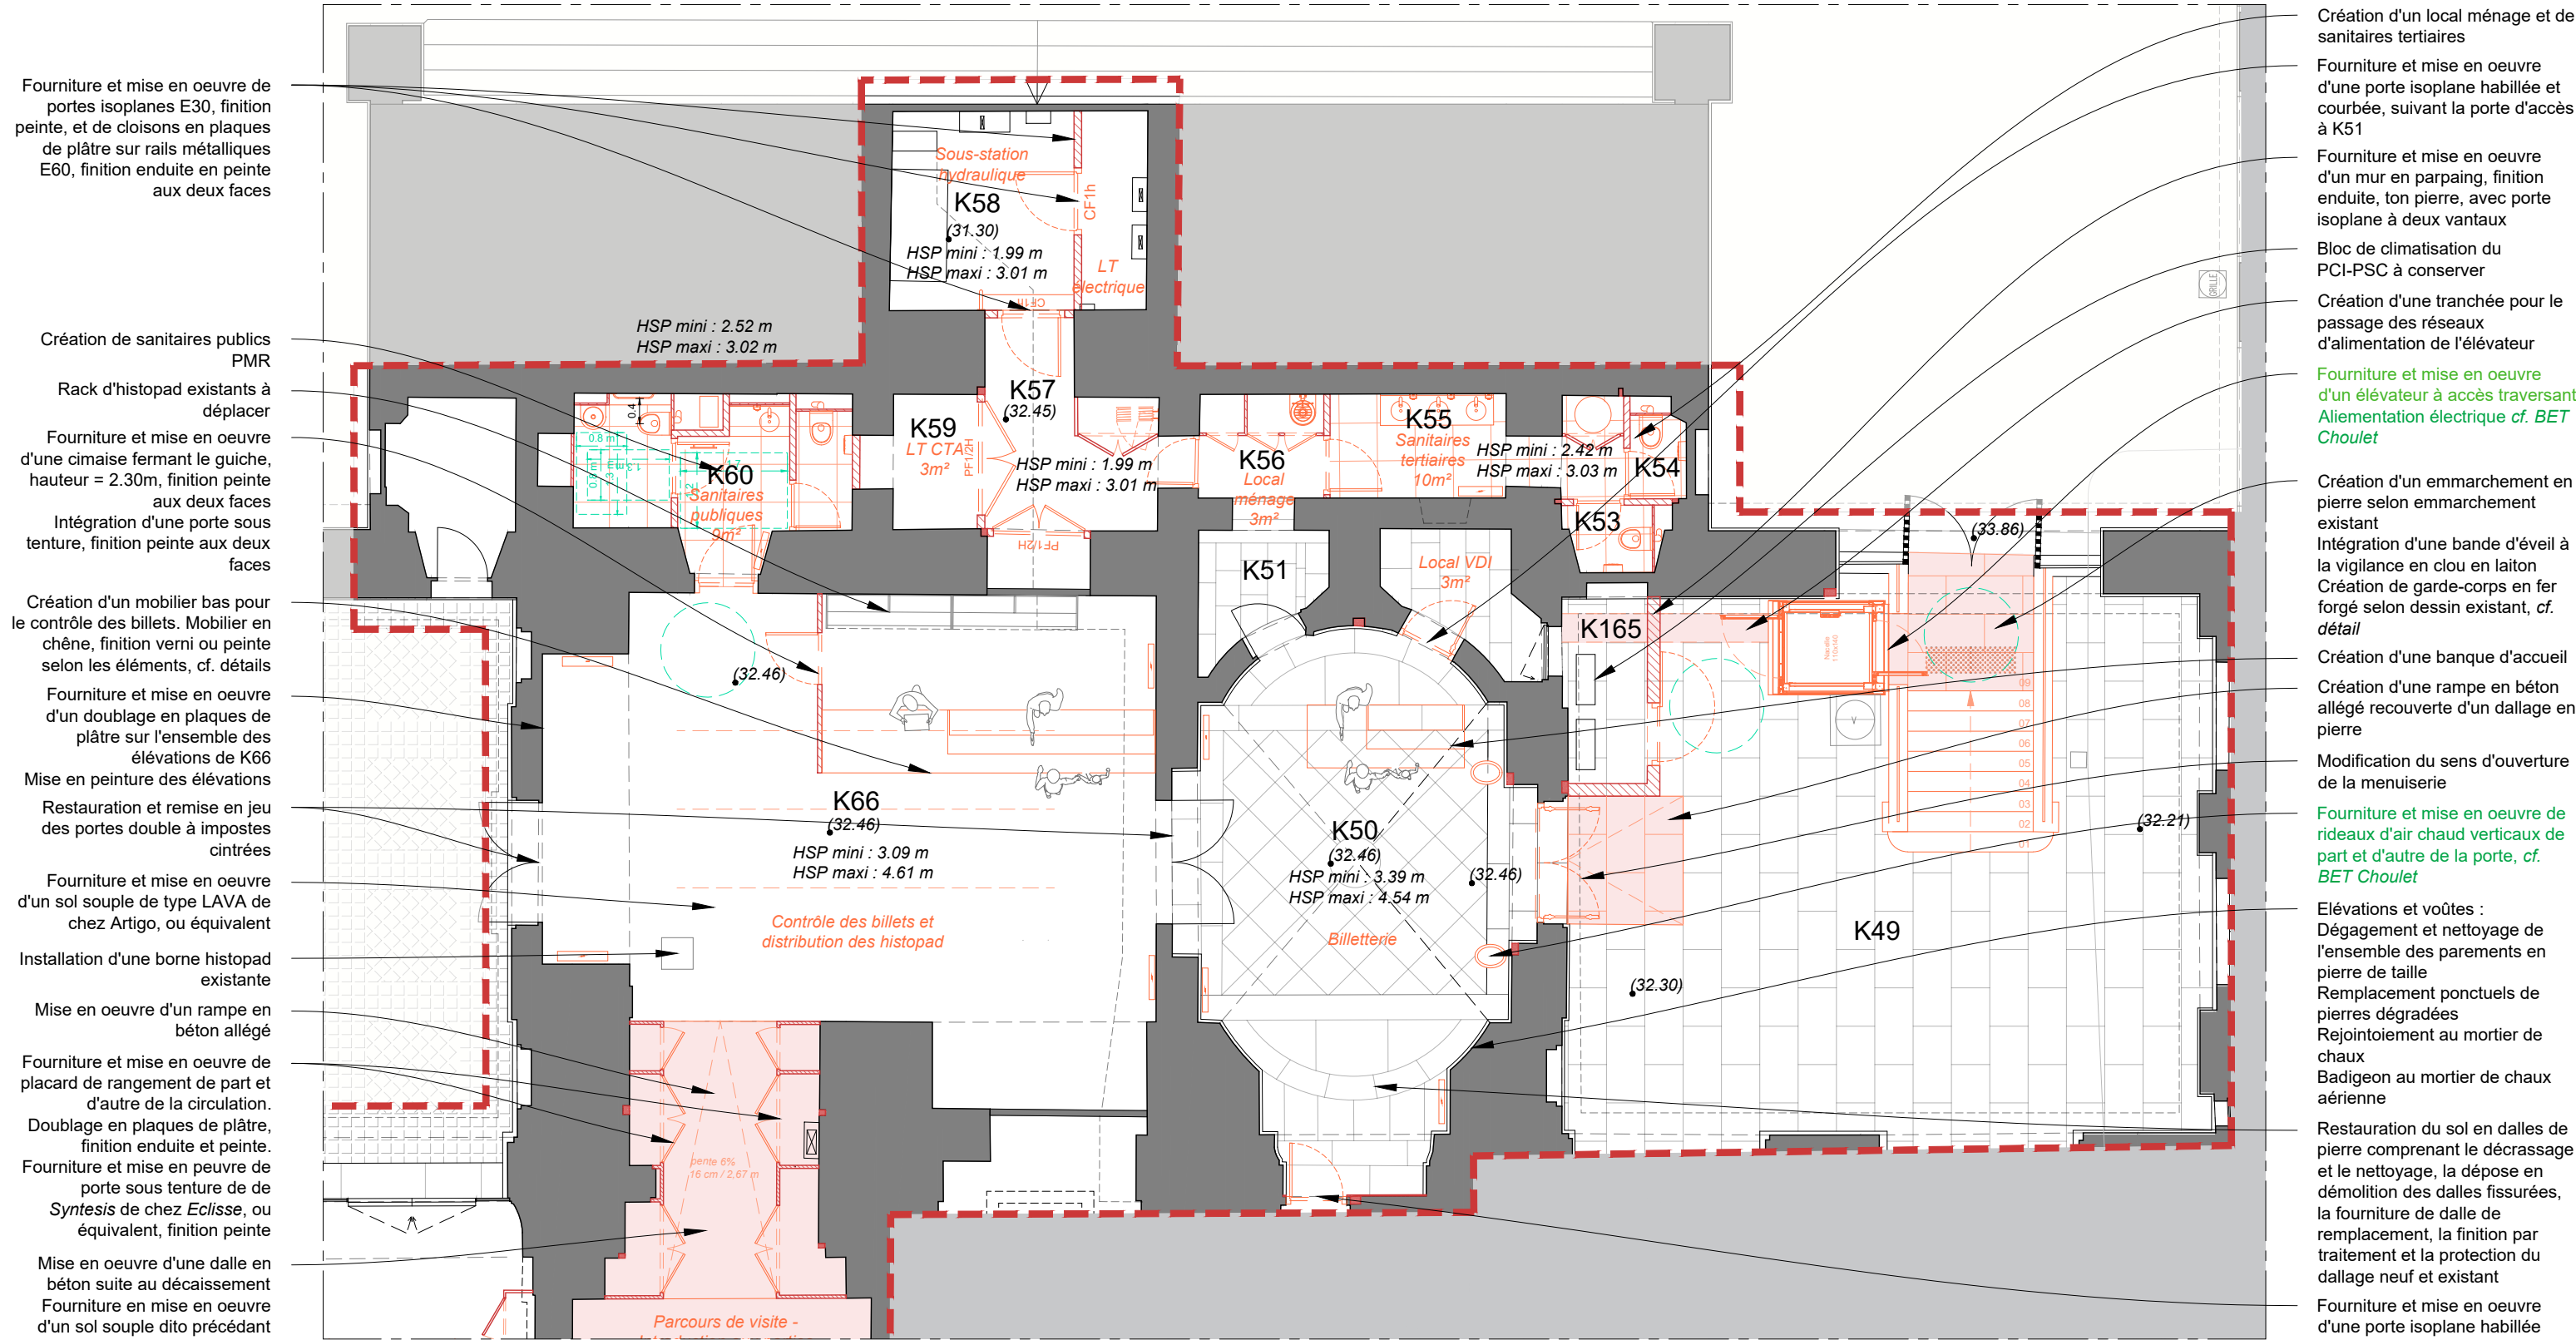 Fourniture et mise en oeuvre de
portes isoplanes E30, finition
peinte, et de cloisons en plaques
de plâtre sur rails métalliques
E60, finition enduite en peinte
aux deux faces
Création de sanitaires publics
PMR
Rack d'histopad existants à
déplacer
Fourniture et mise en oeuvre
d'une cimaise fermant le guiche,
hauteur = 2.30m, finition peinte
aux deux faces
Intégration d'une porte sous
tenture, finition peinte aux deux
faces
Création d'un mobilier bas pour
le contrôle des billets. Mobilier en
chêne, finition verni ou peinte
selon les éléments, cf. détails
Fourniture et mise en oeuvre
d'un doublage en plaques de
plâtre sur l'ensemble des
élévations de K66
Mise en peinture des élévations
Restauration et remise en jeu
des portes double à impostes
cintrées
Fourniture et mise en oeuvre
d'un sol souple de type LAVA de
chez Artigo, ou équivalent
Installation d'une borne histopad
existante
Mise en oeuvre d'un rampe en
béton allégé
Fourniture et mise en oeuvre de
placard de rangement de part et
d'autre de la circulation.
Doublage en plaques de plâtre,
finition enduite et peinte.
Fourniture et mise en peuvre de
porte sous tenture de de
Syntesis de chez Eclisse, ou
équivalent, finition peinte
Mise en oeuvre d'une dalle en
béton suite au décaissement
Fourniture en mise en oeuvre
d'un sol souple dito précédant
Sous-station
hydraulique
K58
(31.30)
HSP mini : 1.99 m
HSP maxi : 3.01 m
CF1h
LT
électrique
CF1h
HSP mini : 2.52 m
HSP maxi : 3.02 m
K57
(32.45)
HSP mini : 1.99 m
HSP maxi : 3.01 m
K59
LT CTA
3m²
PF1/2H
PF1/2H
0.4
0.8 m
K60
Sanitaires
publiques
9m²
K56
Local
ménage
3m²
K55
Sanitaires
tertiaires
10m²
HSP mini : 2.42 m
HSP maxi : 3.03 m
K54
K53
K51
Local VDI
3m²
K165
Nacelle
110x140
(33.86)
GRILLE
V
09
08
07
06
05
04
03
02
01
(32.21)
(32.46)
K66
(32.46)
HSP mini : 3.09 m
HSP maxi : 4.61 m
Contrôle des billets et
distribution des histopad
K50
(32.46)
HSP mini : 3.39 m
HSP maxi : 4.54 m
(32.46)
Billetterie
K49
(32.30)
pente 6%
16 cm / 2,67 m
Parcours de visite -
Création d'un local ménage et de
sanitaires tertiaires
Fourniture et mise en oeuvre
d'une porte isoplane habillée et
courbée, suivant la porte d'accès
à K51
Fourniture et mise en oeuvre
d'un mur en parpaing, finition
enduite, ton pierre, avec porte
isoplane à deux vantaux
Bloc de climatisation du
PCI-PSC à conserver
Création d'une tranchée pour le
passage des réseaux
d'alimentation de l'élévateur
Fourniture et mise en oeuvre
d'un élévateur à accès traversant
Aliementation électrique cf. BET
Choulet
Création d'un emmarchement en
pierre selon emmarchement
existant
Intégration d'une bande d'éveil à
la vigilance en clou en laiton
Création de garde-corps en fer
forgé selon dessin existant, cf.
détail
Création d'une banque d'accueil
Création d'une rampe en béton
allégé recouverte d'un dallage en
pierre
Modification du sens d'ouverture
de la menuiserie
Fourniture et mise en oeuvre de
rideaux d'air chaud verticaux de
part et d'autre de la porte, cf.
BET Choulet
Elévations et voûtes :
Dégagement et nettoyage de
l'ensemble des parements en
pierre de taille
Remplacement ponctuels de
pierres dégradées
Rejointoiement au mortier de
chaux
Badigeon au mortier de chaux
aérienne
Restauration du sol en dalles de
pierre comprenant le décrassage
et le nettoyage, la dépose en
démolition des dalles fissurées,
la fourniture de dalle de
remplacement, la finition par
traitement et la protection du
dallage neuf et existant
Fourniture et mise en oeuvre
d'une porte isoplane habillée